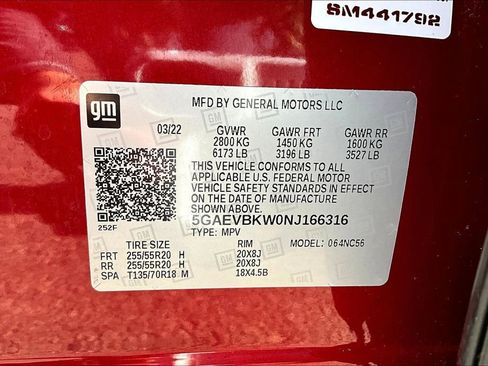 SM441792
gm
MFD BY GENERAL MOTORS LLC
03/22 GVWR GAWR FRT GAWR RR
2800 KG 1450 KG 1600 KG
6173 LB 3196 LB 3527 LB
THIS VEHICLE CONFORMS TO ALL
APPLICABLE U.S. FEDERAL MOTOR
VEHICLE SAFETY STANDARDS IN EFFECT
ON THE DATE OF MANUFACTURE
SHOWN ABOVE.
5GAEVBKW0NJ166316
252F TYPE: MPV
TIRE SIZE RIM MODEL: 064NC56
FRT 255/55R20 H 20X8J
RR 255/55R20 H 20X8J
SPA T135/70R18 M 18X4.5B